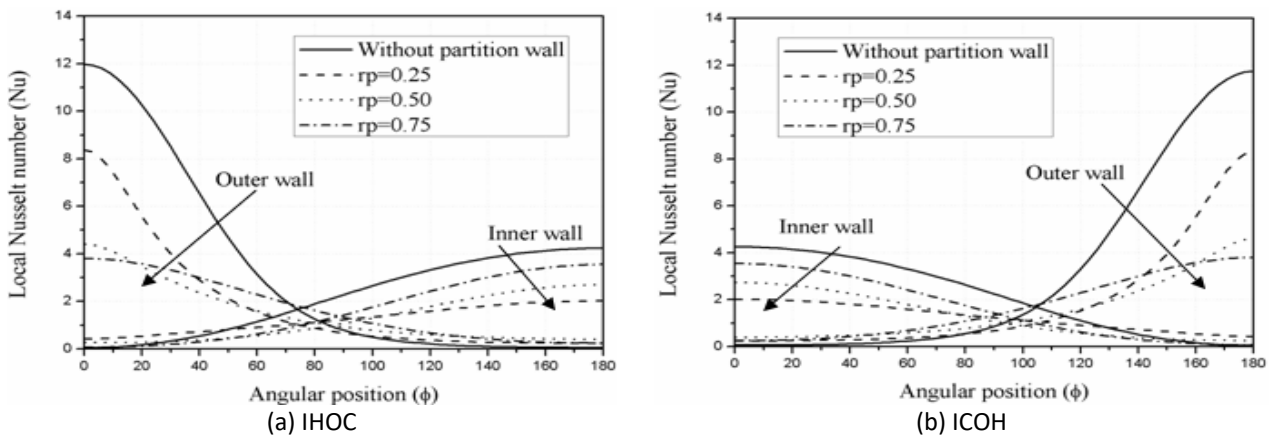 14
12
10
8
6
4
2
0
Local Nusselt number (Nu)
Without partition wall
rp=0.25
rp=0.50
rp=0.75
Outer wall
Inner wall
0 20 40 60 80 100 120 140 160 180
Angular position (ϕ)
(a) IHOC
14
12
10
8
6
4
2
0
Local Nusselt number (Nu)
Without partition wall
rp=0.25
rp=0.50
rp=0.75
Outer wall
Inner wall
0 20 40 60 80 100 120 140 160 180
Angular position (ϕ)
(b) ICOH